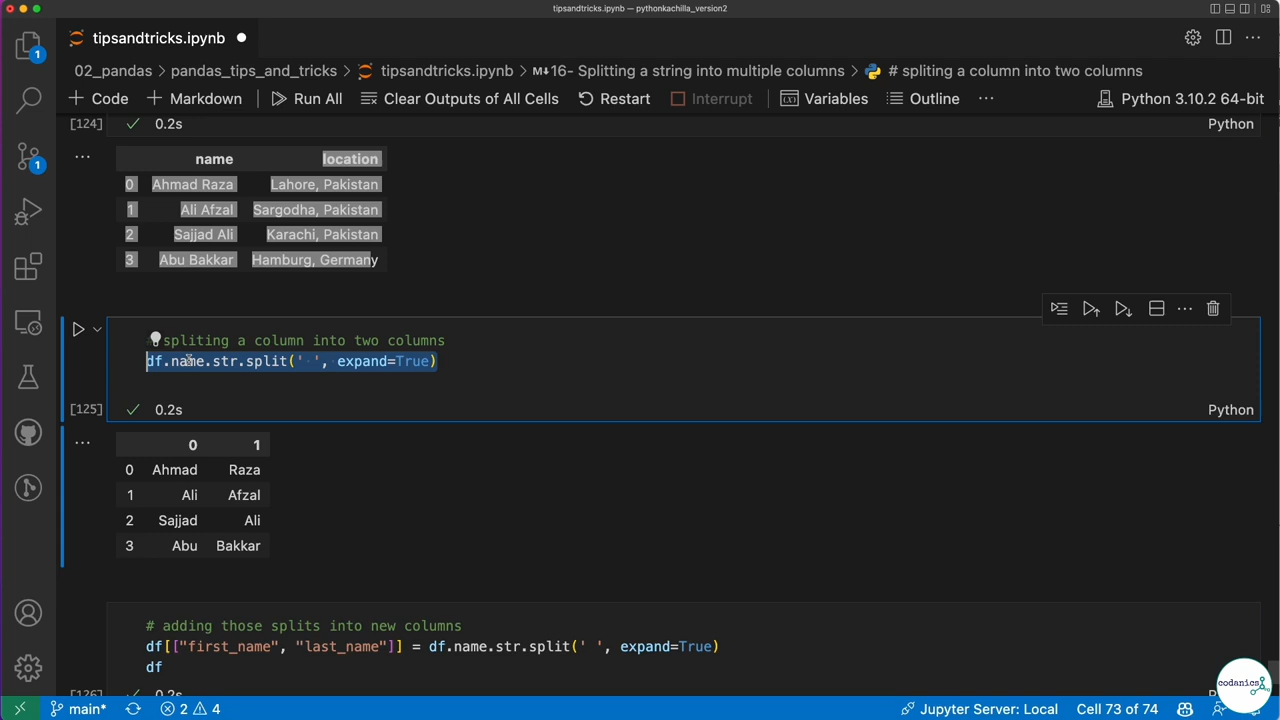 tipsandtricks.ipynb — pythonkachilla_version2
tipsandtricks.ipynb
02_pandas > pandas_tips_and_tricks > tipsandtricks.ipynb > M↓16- Splitting a string into multiple columns > # spliting a column into two columns
+ Code + Markdown Run All Clear Outputs of All Cells Restart Interrupt Variables Outline ... Python 3.10.2 64-bit
[124] 0.2s Python
... name location
0 Ahmad Raza Lahore, Pakistan
1 Ali Afzal Sargodha, Pakistan
2 Sajjad Ali Karachi, Pakistan
3 Abu Bakkar Hamburg, Germany
spliting a column into two columns
df.name.str.split(' ', expand=True)
[125] 0.2s Python
... 0 1
0 Ahmad Raza
1 Ali Afzal
2 Sajjad Ali
3 Abu Bakkar
# adding those splits into new columns
df[["first_name", "last_name"]] = df.name.str.split(' ', expand=True)
df
[126] 0.2s
codanics
main* 2 4 Jupyter Server: Local Cell 73 of 74
1
1